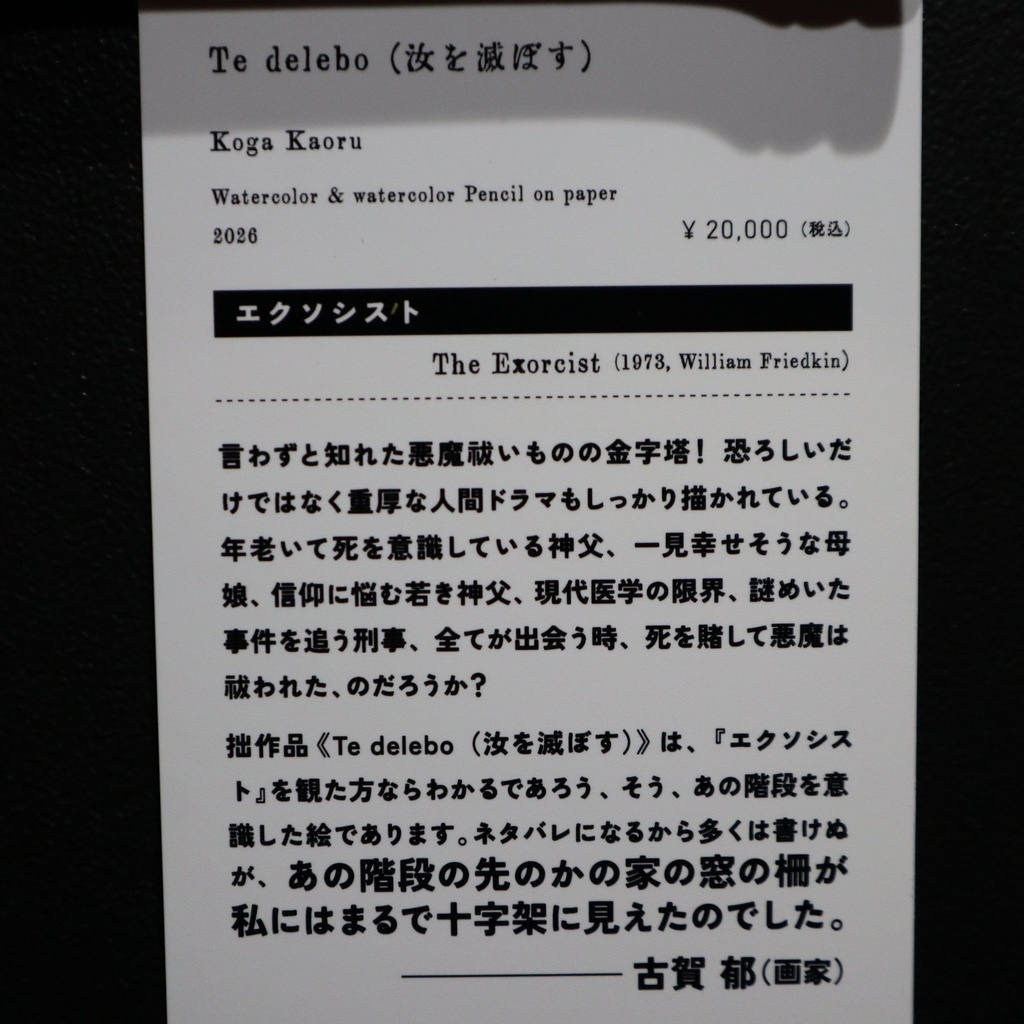 Te delebo（汝を滅ぼす）
Koga Kaoru
Watercolor & watercolor Pencil on paper
2026
¥ 20,000（税込）
エクソシスト
The Exorcist (1973, William Friedkin)
言わずと知れた悪魔祓いものの金字塔！ 恐ろしいだ
けではなく重厚な人間ドラマもしっかり描かれている。
年老いて死を意識している神父、一見幸せそうな母
娘、信仰に悩む若き神父、現代医学の限界、謎めいた
事件を追う刑事、全てが出会う時、死を賭して悪魔は
祓われた、のだろうか？
拙作品《Te delebo（汝を滅ぼす）》は、『エクソシス
ト』を観た方ならわかるであろう、そう、あの階段を意
識した絵であります。ネタバレになるから多くは書けぬ
が、あの階段の先のかの家の窓の柵が
私にはまるで十字架に見えたのでした。
――古賀 郁（画家）